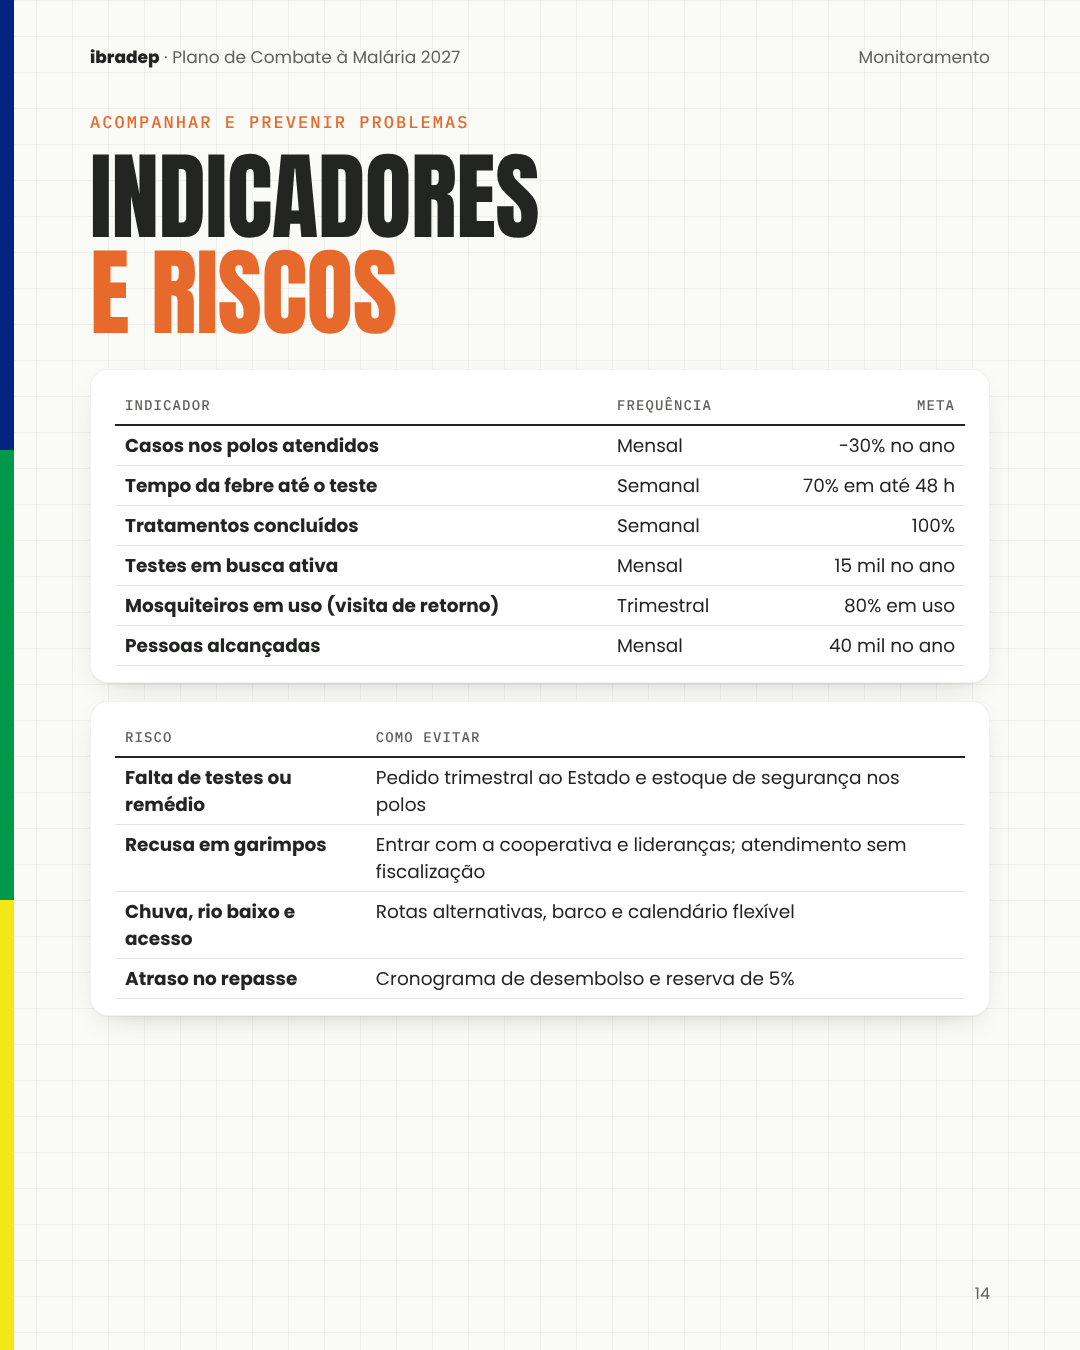 ibradep · Plano de Combate à Malária 2027
Monitoramento
ACOMPANHAR E PREVENIR PROBLEMAS
INDICADORES
E RISCOS
INDICADOR FREQUÊNCIA META
Casos nos polos atendidos Mensal -30% no ano
Tempo da febre até o teste Semanal 70% em até 48 h
Tratamentos concluídos Semanal 100%
Testes em busca ativa Mensal 15 mil no ano
Mosquiteiros em uso (visita de retorno) Trimestral 80% em uso
Pessoas alcançadas Mensal 40 mil no ano
RISCO COMO EVITAR
Falta de testes ou
remédio
Pedido trimestral ao Estado e estoque de segurança nos
polos
Recusa em garimpos
Entrar com a cooperativa e lideranças; atendimento sem
fiscalização
Chuva, rio baixo e
acesso
Rotas alternativas, barco e calendário flexível
Atraso no repasse Cronograma de desembolso e reserva de 5%
14